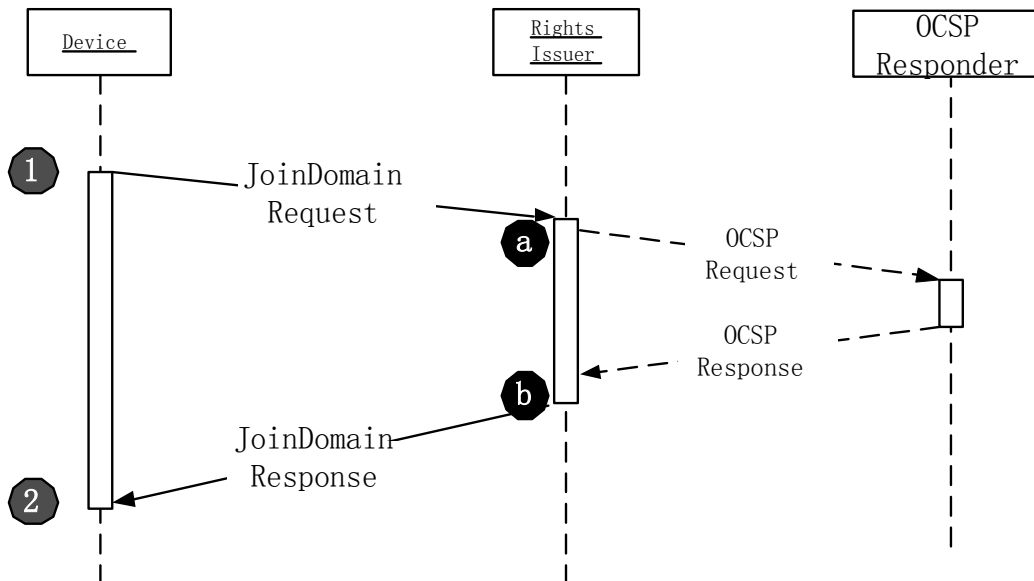 Device
Rights
Issuer
OCSP
Responder
1
JoinDomain
Request
a
OCSP
Request
OCSP
Response
b
JoinDomain
Response
2